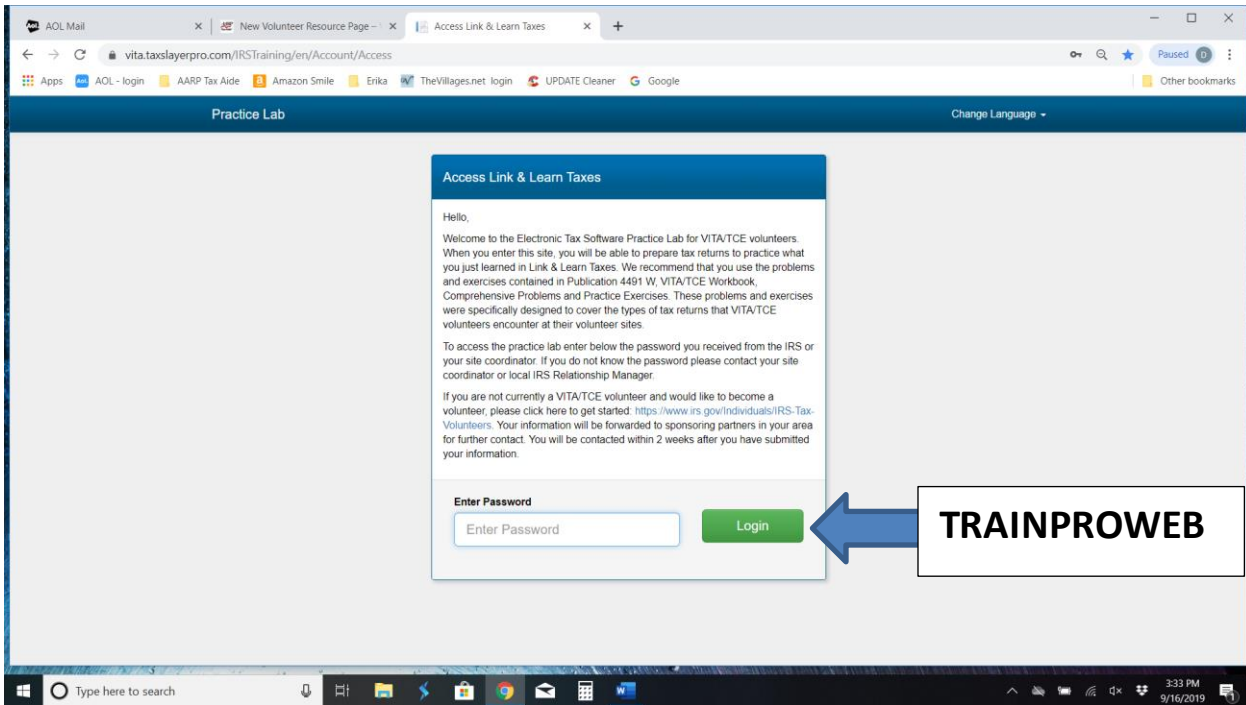 AOL Mail
New Volunteer Resource Page –
Access Link & Learn Taxes
vita.taxslayerpro.com/IRSTraining/en/Account/Access
Paused D
Apps AOL - login AARP Tax Aide Amazon Smile Erika TheVillages.net login UPDATE Cleaner Google Other bookmarks
Practice Lab Change Language
Access Link & Learn Taxes
Hello,
Welcome to the Electronic Tax Software Practice Lab for VITA/TCE volunteers.
When you enter this site, you will be able to prepare tax returns to practice what
you just learned in Link & Learn Taxes. We recommend that you use the problems
and exercises contained in Publication 4491 W, VITA/TCE Workbook,
Comprehensive Problems and Practice Exercises. These problems and exercises
were specifically designed to cover the types of tax returns that VITA/TCE
volunteers encounter at their volunteer sites.
To access the practice lab enter below the password you received from the IRS or
your site coordinator. If you do not know the password please contact your site
coordinator or local IRS Relationship Manager.
If you are not currently a VITA/TCE volunteer and would like to become a
volunteer, please click here to get started: https://www.irs.gov/Individuals/IRS-Tax-
Volunteers. Your information will be forwarded to sponsoring partners in your area
for further contact. You will be contacted within 2 weeks after you have submitted
your information.
Enter Password
Enter Password
Login
TRAINPROWEB
Type here to search
3:33 PM
9/16/2019